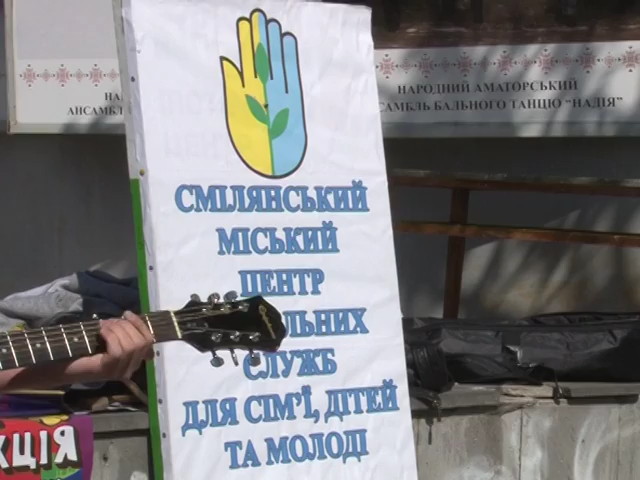 НАРОДНИЙ АМАТОРСЬКИЙ
БАЛЬНОГО ТАНЦЮ “НАДІЯ”
СМІЛЯНСЬКИЙ
МІСЬКИЙ
ЦЕНТР
СЛУЖБ
ДЛЯ СІМ’Ї, ДІТЕЙ
ТА МОЛОДІ